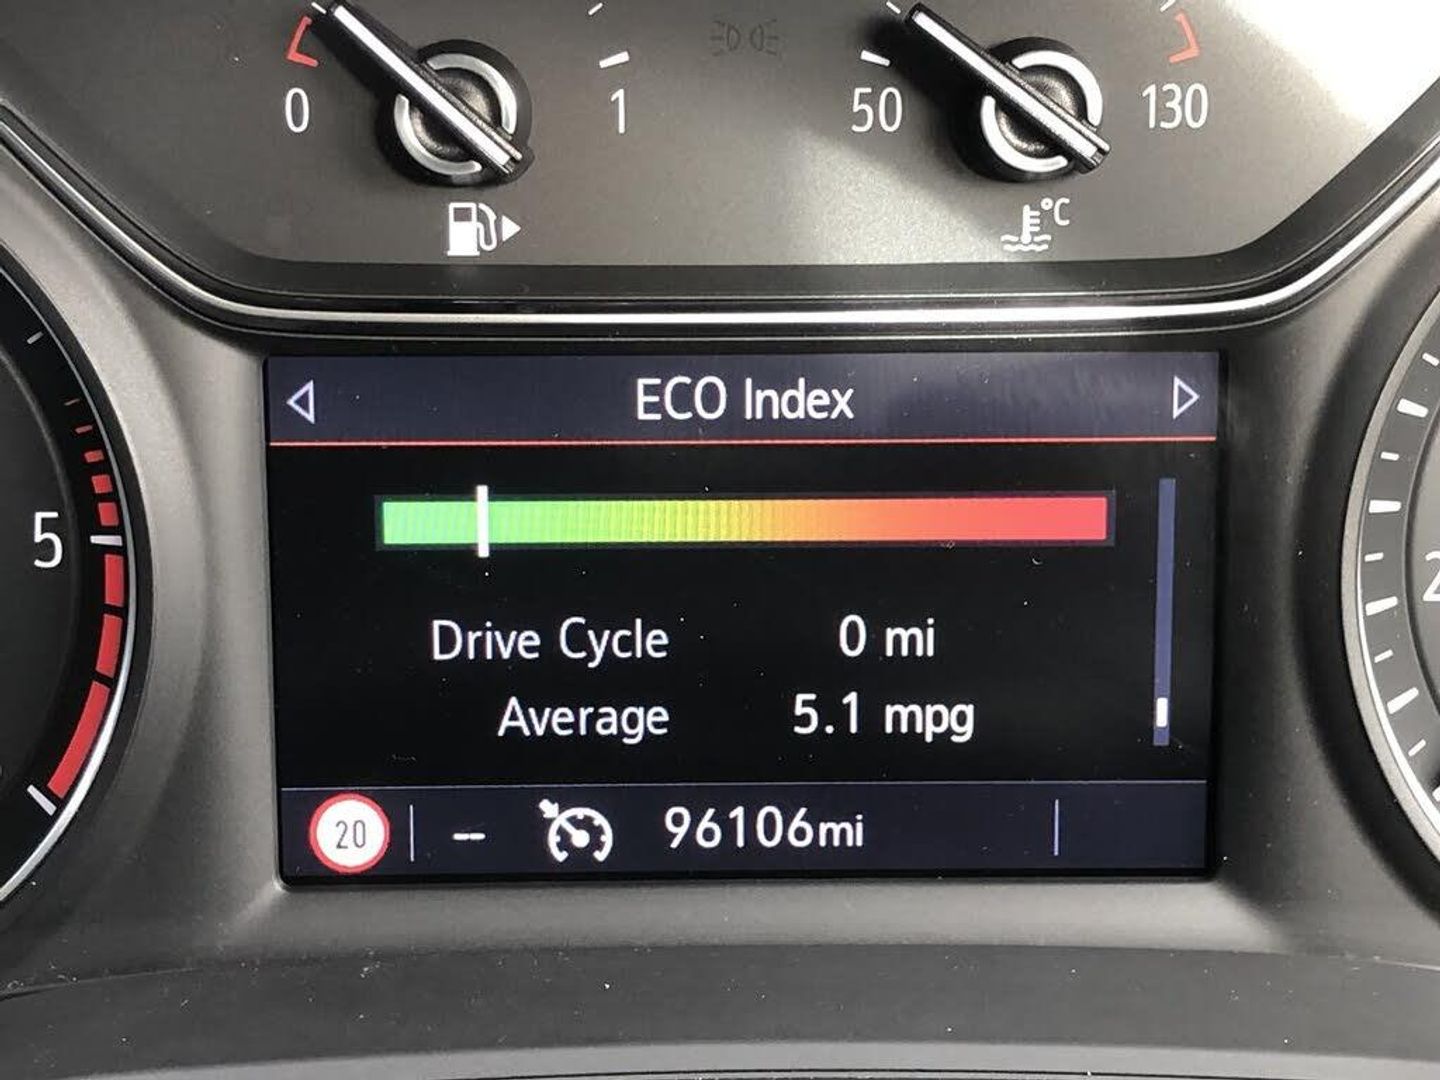 0 1 50 130
°C
ECO Index
5
Drive Cycle 0 mi
Average 5.1 mpg
20 -- 96106mi